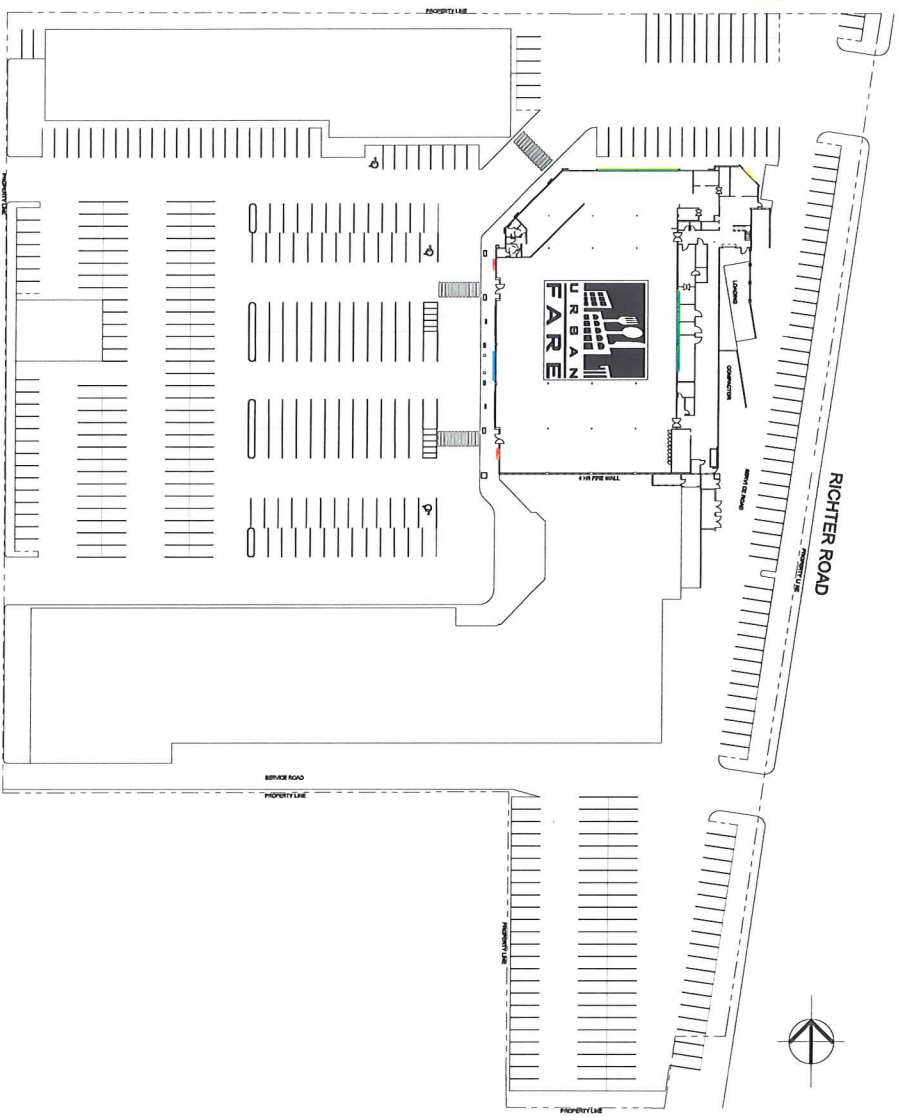 PROPERTY LINE
PROPERTY LINE
LOADING
COMPACTOR
URBAN
FARE
4 HR FIRE WALL
SERVICE ROAD
RICHTER ROAD
PROPERTY LINE
SERVICE ROAD
PROPERTY LINE
PROPERTY LINE
PROPERTY LINE